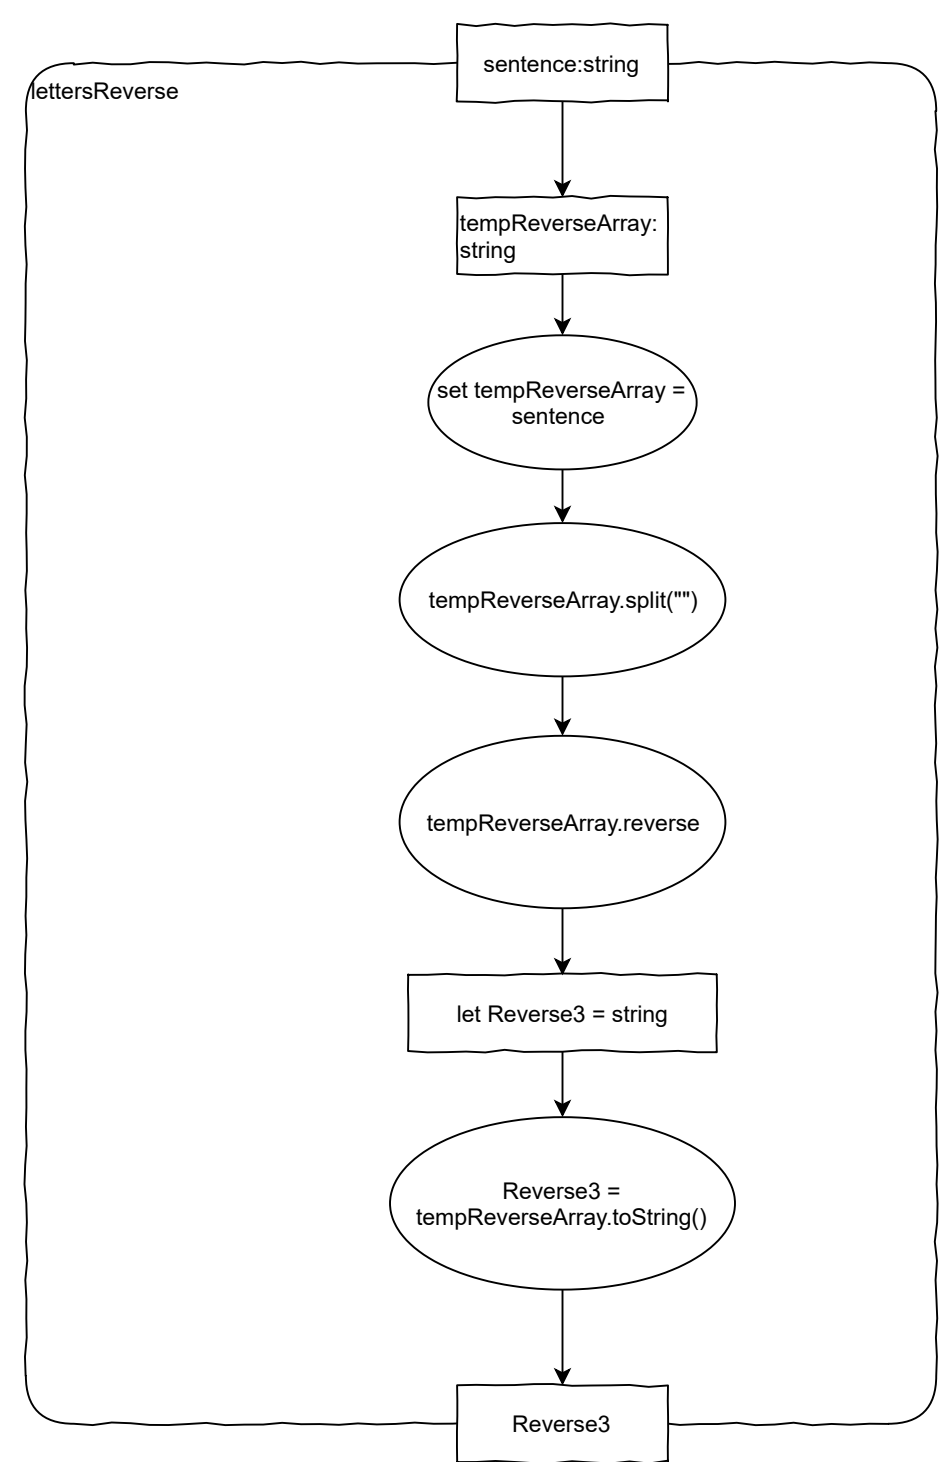 sentence:string
lettersReverse
tempReverseArray:
string
set tempReverseArray =
sentence
tempReverseArray.split("")
tempReverseArray.reverse
let Reverse3 = string
Reverse3 =
tempReverseArray.toString()
Reverse3